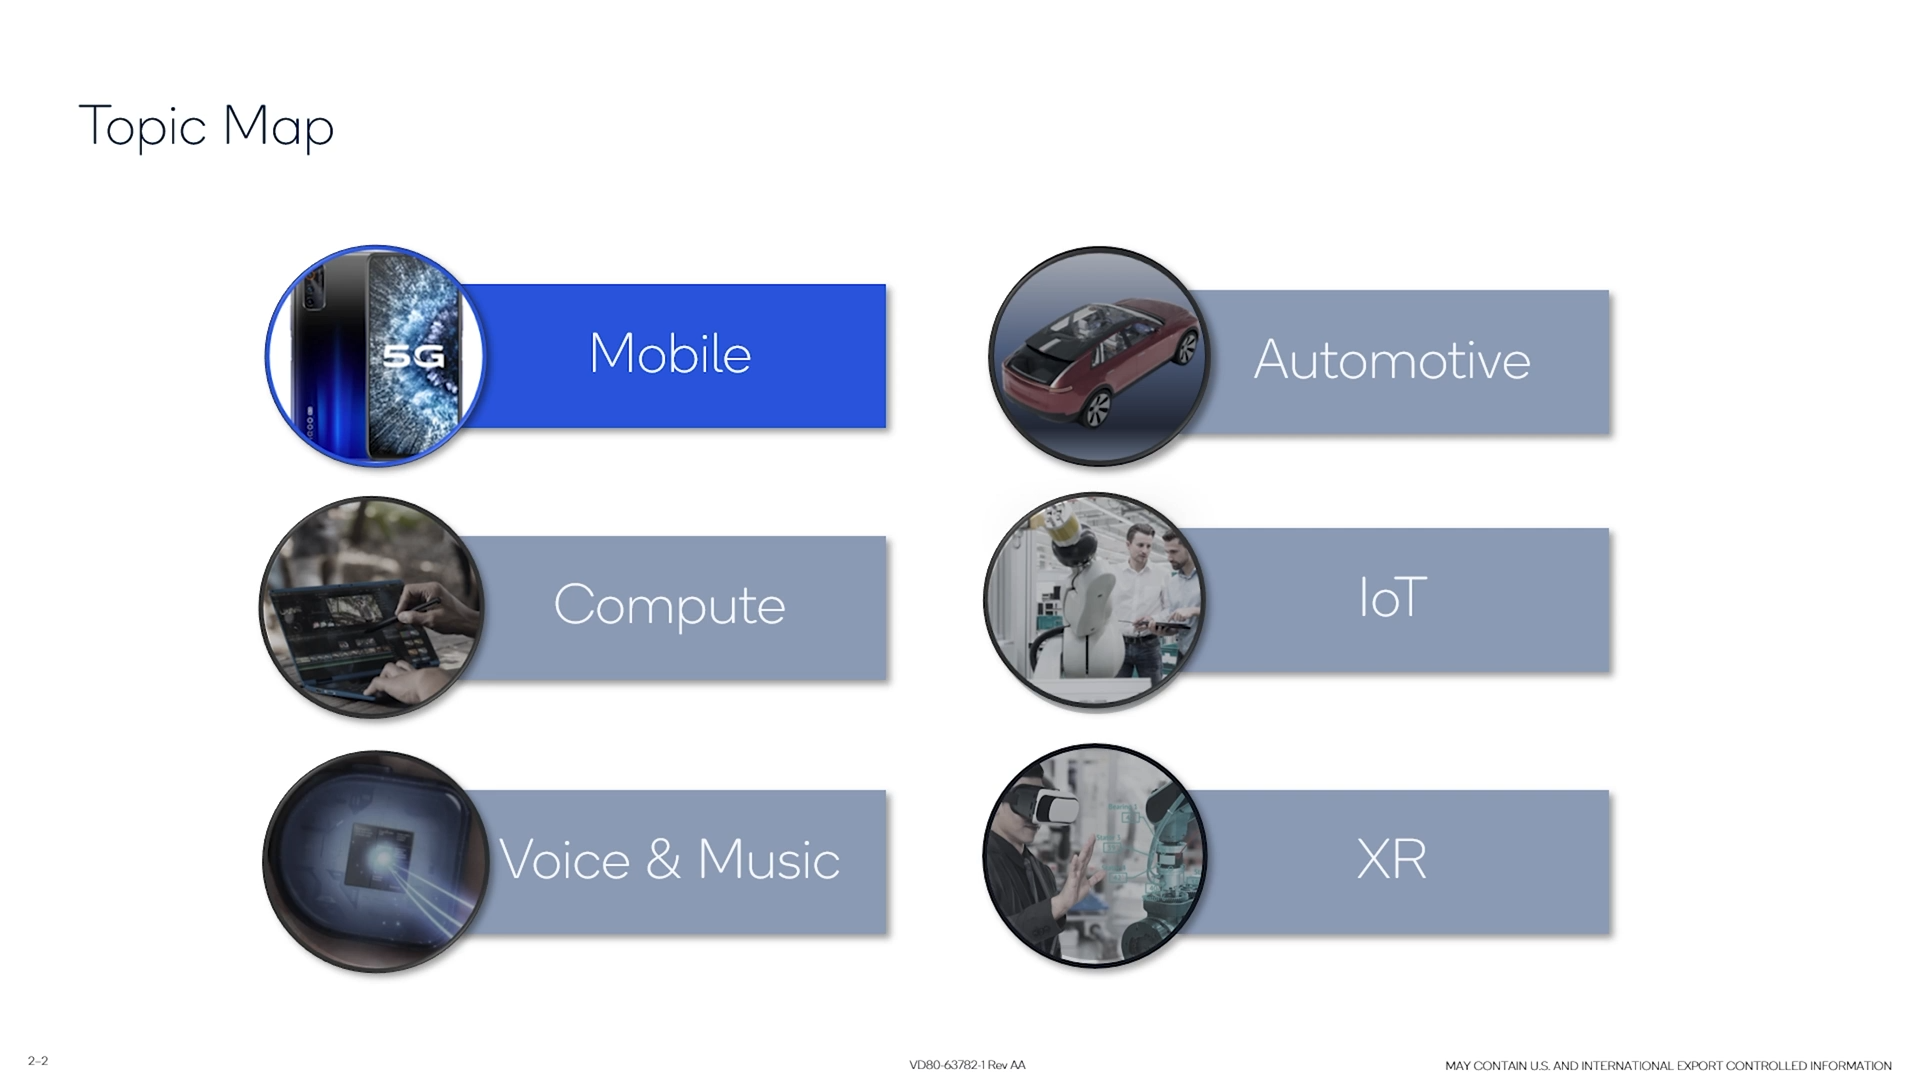 Topic Map
5G
Mobile
Automotive
Compute
IoT
Voice & Music
XR
2-2
VD80-63782-1 Rev AA
MAY CONTAIN U.S. AND INTERNATIONAL EXPORT CONTROLLED INFORMATION